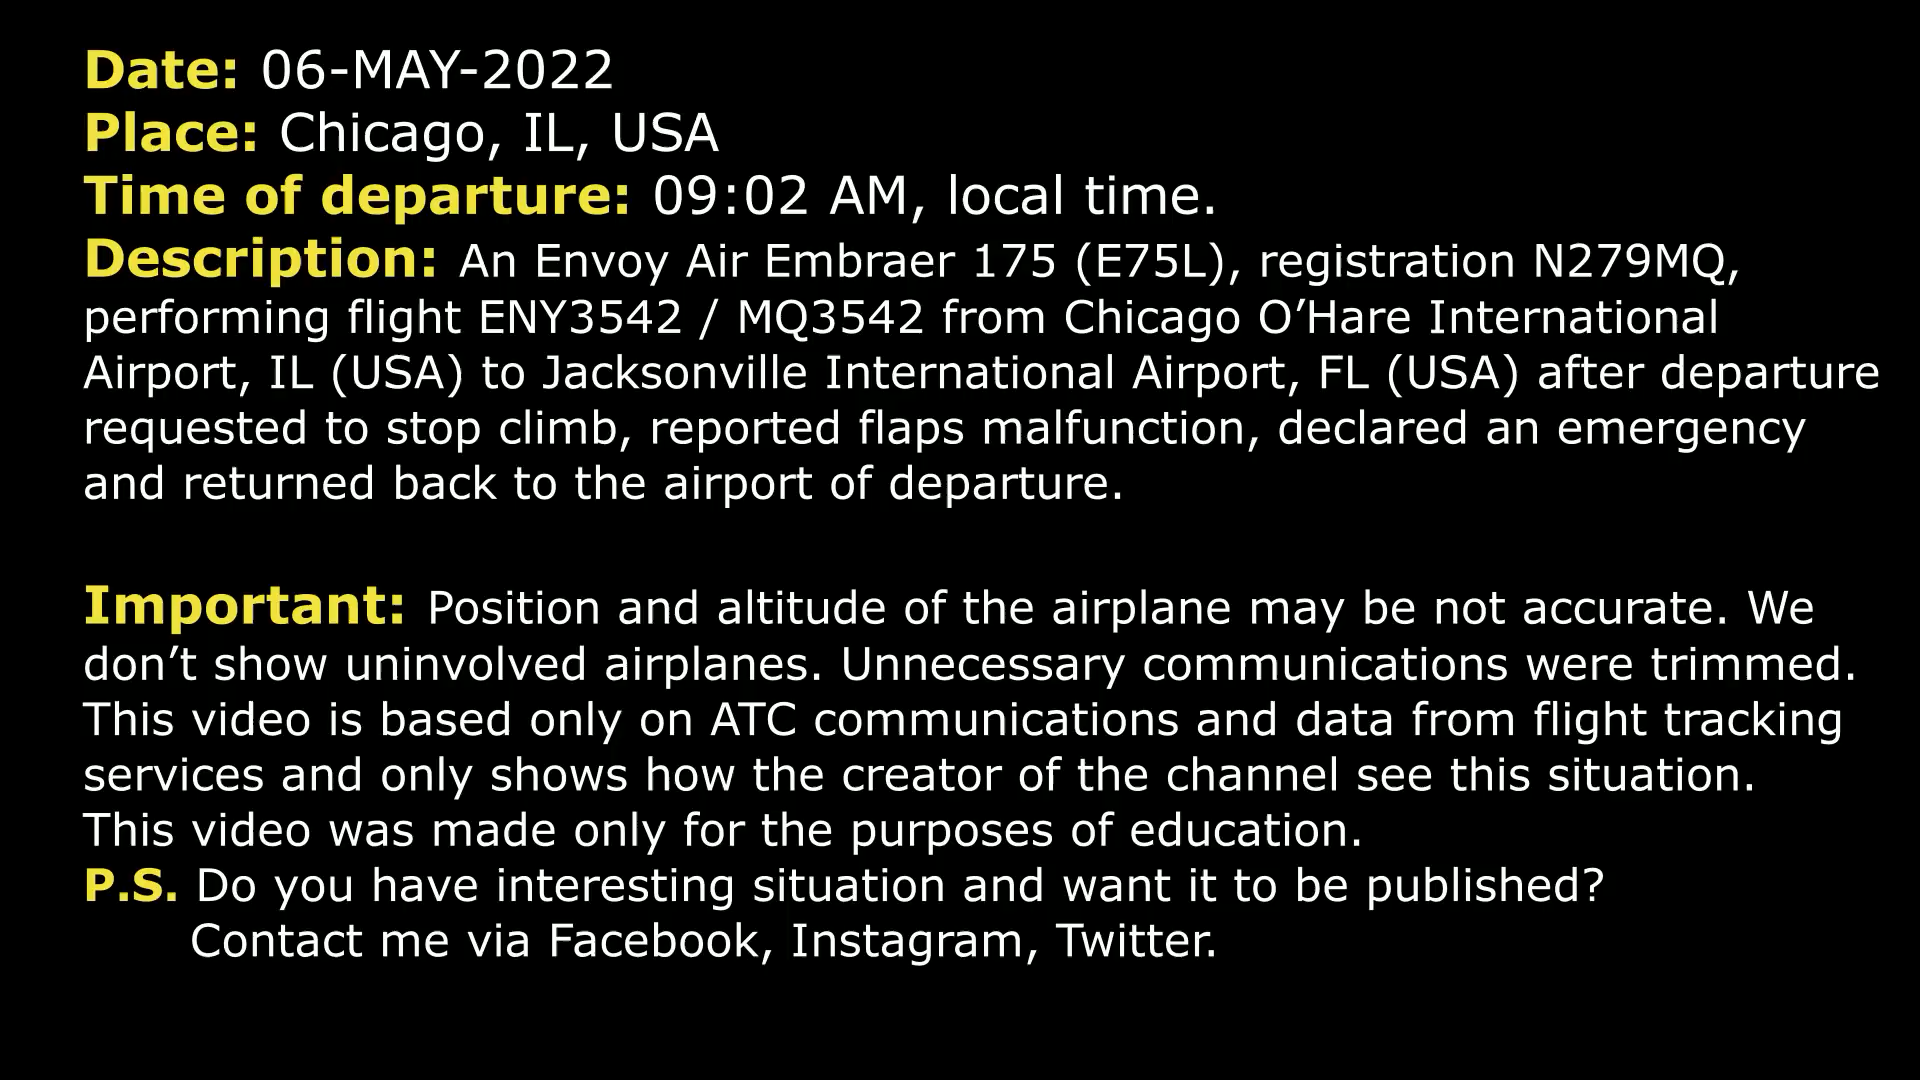 Date: 06-MAY-2022
Place: Chicago, IL, USA
Time of departure: 09:02 AM, local time.
Description: An Envoy Air Embraer 175 (E75L), registration N279MQ,
performing flight ENY3542 / MQ3542 from Chicago O’Hare International
Airport, IL (USA) to Jacksonville International Airport, FL (USA) after departure
requested to stop climb, reported flaps malfunction, declared an emergency
and returned back to the airport of departure.
Important: Position and altitude of the airplane may be not accurate. We
don’t show uninvolved airplanes. Unnecessary communications were trimmed.
This video is based only on ATC communications and data from flight tracking
services and only shows how the creator of the channel see this situation.
This video was made only for the purposes of education.
P.S. Do you have interesting situation and want it to be published?
Contact me via Facebook, Instagram, Twitter.